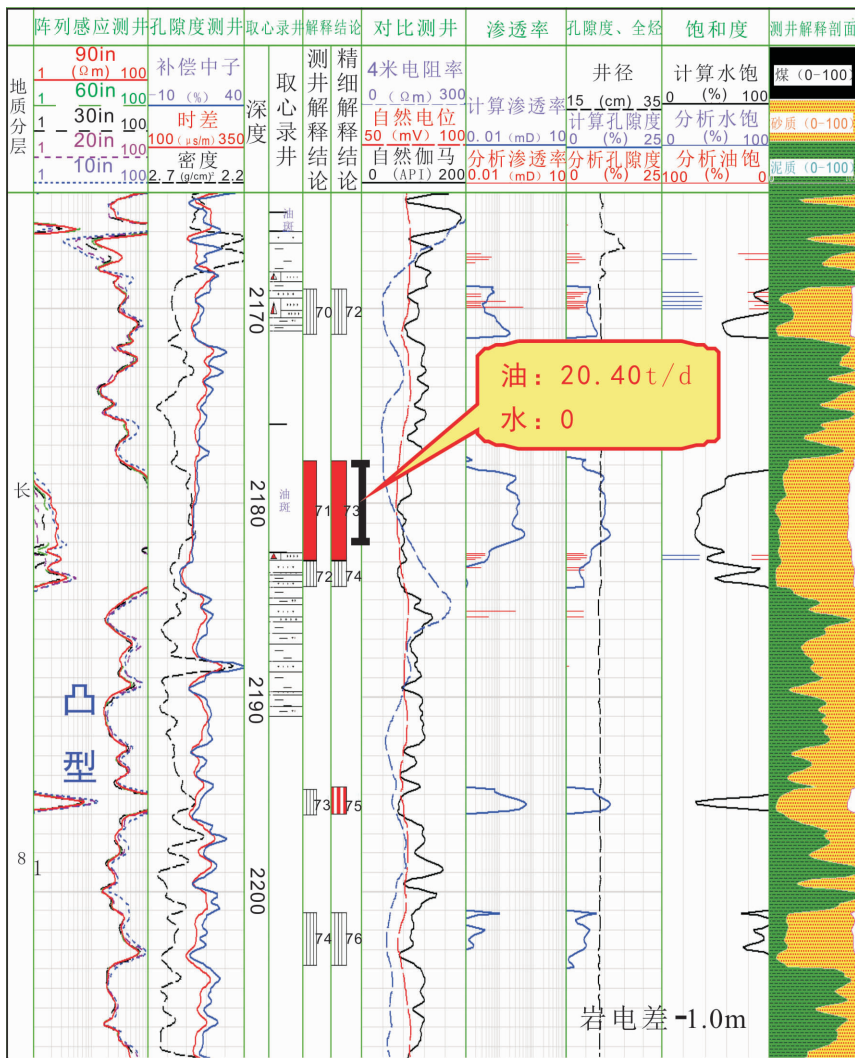 阵列感应测井 孔隙度测井 取心录井 解释结论 对比测井 渗透率 孔隙度、全烃 饱和度 测井解释剖面
地质分层
90in
1 (Ωm) 100
60in
1 100
30in
1 100
20in
1 100
10in
1 100
补偿中子
-10 (%) 40
时差
100 (μs/m) 350
密度
2.7 (g/cm)³ 2.2
深度
取心录井
测井解释结论
精细解释结论
4米电阻率
0 (Ωm) 300
自然电位
50 (mV) 100
自然伽马
0 (API) 200
计算渗透率
0.01 (mD) 10
分析渗透率
0.01 (mD) 10
井径
15 (cm) 35
计算孔隙度
0 (%) 25
分析孔隙度
0 (%) 25
计算水饱
0 (%) 100
分析水饱
0 (%) 100
分析油饱
100 (%) 0
煤(0-100)
砂质(0-100)
泥质(0-100)
油斑
2170
70 72
油：20.40t/d
水：0
长
油斑
2180
71 73
72 74
2190
凸型
73 75
8
1
2200
74 76
岩电差-1.0m